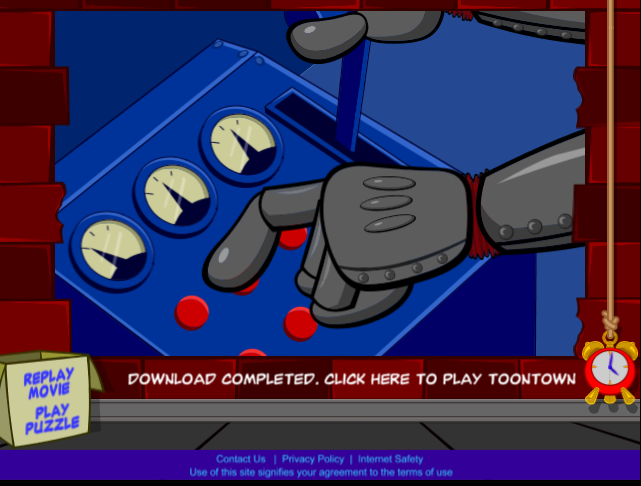 REPLAY
MOVIE
PLAY
PUZZLE
DOWNLOAD COMPLETED. CLICK HERE TO PLAY TOONTOWN
Contact Us | Privacy Policy | Internet Safety
Use of this site signifies your agreement to the terms of use